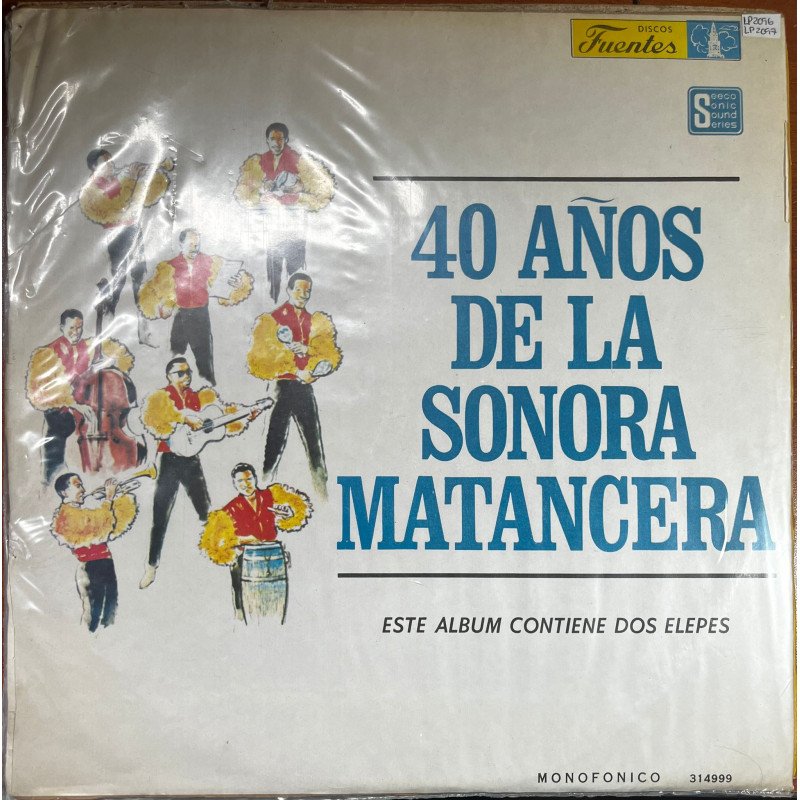 DISCOS
Fuentes
LP2096
LP2097
Seeco
Sonic
Sound
Series
40 AÑOS
DE LA
SONORA
MATANCERA
ESTE ALBUM CONTIENE DOS ELEPES
MONOFONICO 314999